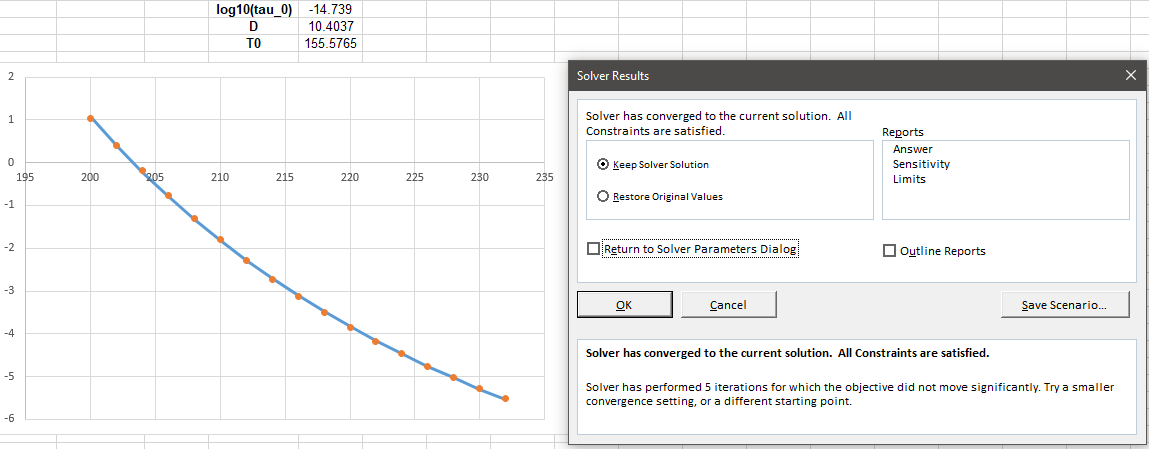 log10(tau_0) -14.739
D 10.4037
T0 155.5765
2
1
0
-1
-2
-3
-4
-5
-6
195 200 205 210 215 220 225 230 235
Solver Results
Solver has converged to the current solution. All
Constraints are satisfied.
Keep Solver Solution
Restore Original Values
Reports
Answer
Sensitivity
Limits
Return to Solver Parameters Dialog
Outline Reports
OK
Cancel
Save Scenario...
Solver has converged to the current solution. All Constraints are satisfied.
Solver has performed 5 iterations for which the objective did not move significantly. Try a smaller
convergence setting, or a different starting point.